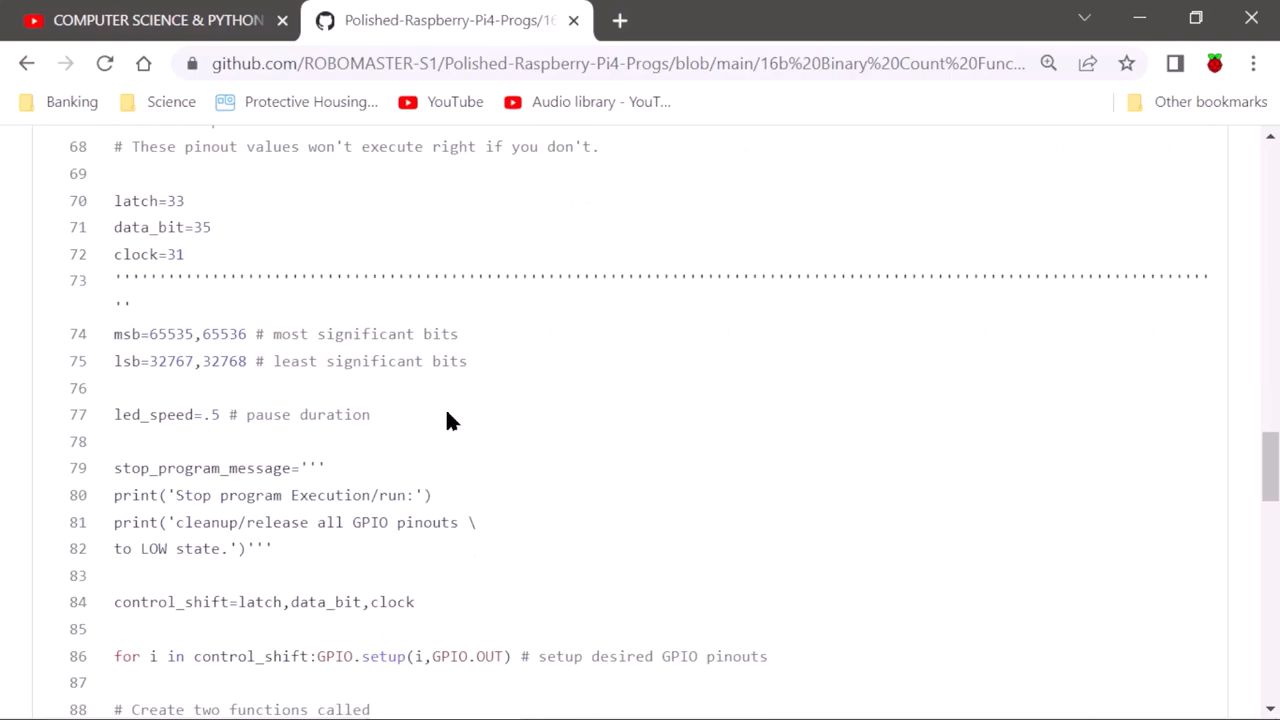 COMPUTER SCIENCE & PYTHON
Polished-Raspberry-Pi4-Progs/16
github.com/ROBOMASTER-S1/Polished-Raspberry-Pi4-Progs/blob/main/16b%20Binary%20Count%20Func...
Banking
Science
Protective Housing...
YouTube
Audio library - YouT...
Other bookmarks
68 # These pinout values won't execute right if you don't.
69
70 latch=33
71 data_bit=35
72 clock=31
73 ''''''''''''''''''''''''''''''''''''''''''''''''''''''''''''''''''''''''''''''''''''''''''''''''''''''''''''''''''''''''''''
''
74 msb=65535,65536 # most significant bits
75 lsb=32767,32768 # least significant bits
76
77 led_speed=.5 # pause duration
78
79 stop_program_message='''
80 print('Stop program Execution/run:')
81 print('cleanup/release all GPIO pinouts \
82 to LOW state.')'''
83
84 control_shift=latch,data_bit,clock
85
86 for i in control_shift:GPIO.setup(i,GPIO.OUT) # setup desired GPIO pinouts
87
88 # Create two functions called